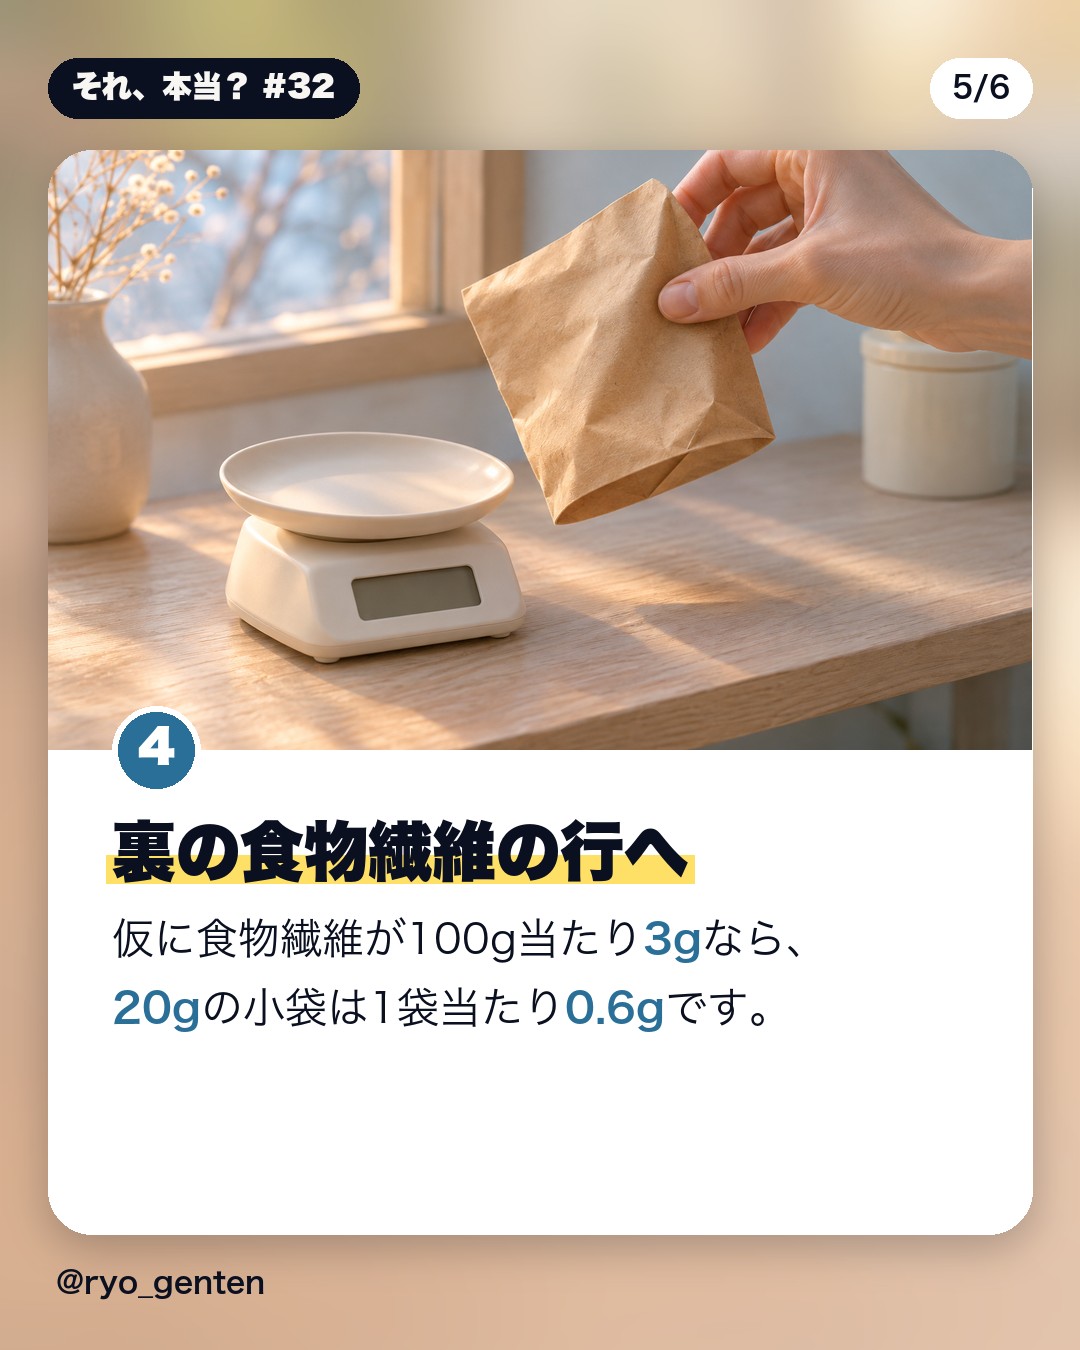 それ、本当？ #32
5/6
4
裏の食物繊維の行へ
仮に食物繊維が100g当たり3gなら、
20gの小袋は1袋当たり0.6gです。
@ryo_genten